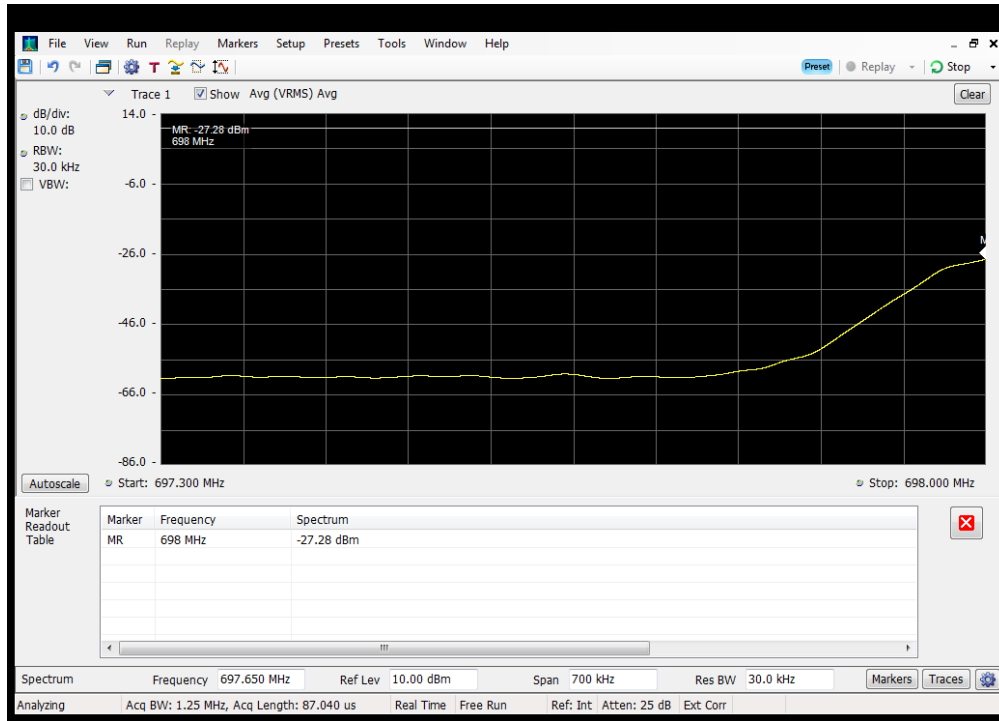 File View Run Replay Markers Setup Presets Tools Window Help
T Preset Replay Stop
Trace 1 Show Avg (VRMS) Avg Clear
dB/div:
10.0 dB
RBW:
30.0 kHz
VBW:
14.0 -
-6.0 -
-26.0 -
-46.0 -
-66.0 -
-86.0 -
MR: -27.28 dBm
698 MHz
M
Autoscale Start: 697.300 MHz Stop: 698.000 MHz
Marker
Readout
Table
Marker Frequency Spectrum
MR 698 MHz -27.28 dBm
Spectrum Frequency 697.650 MHz Ref Lev 10.00 dBm Span 700 kHz Res BW 30.0 kHz Markers Traces
Analyzing Acq BW: 1.25 MHz, Acq Length: 87.040 us Real Time Free Run Ref: Int Atten: 25 dB Ext Corr